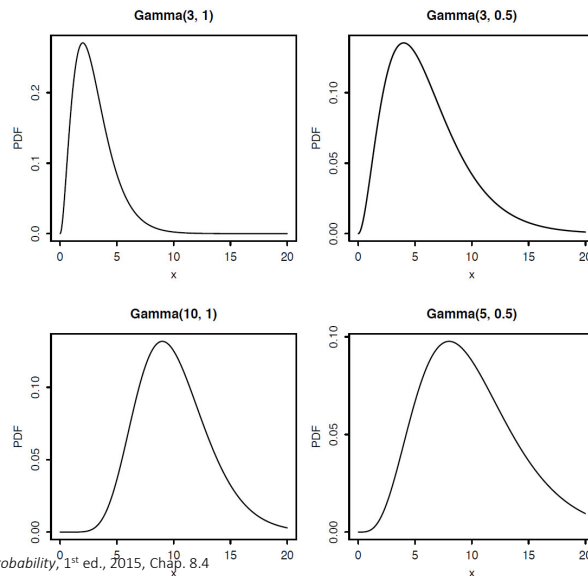 Gamma(3, 1)
PDF
0.0 0.1 0.2
0 5 10 15 20
x
Gamma(3, 0.5)
PDF
0.00 0.05 0.10
0 5 10 15 20
x
Gamma(10, 1)
PDF
0.00 0.05 0.10
0 5 10 15 20
x
Gamma(5, 0.5)
PDF
0.00 0.05 0.10
0 5 10 15 20
x
robability, 1st ed., 2015, Chap. 8.4